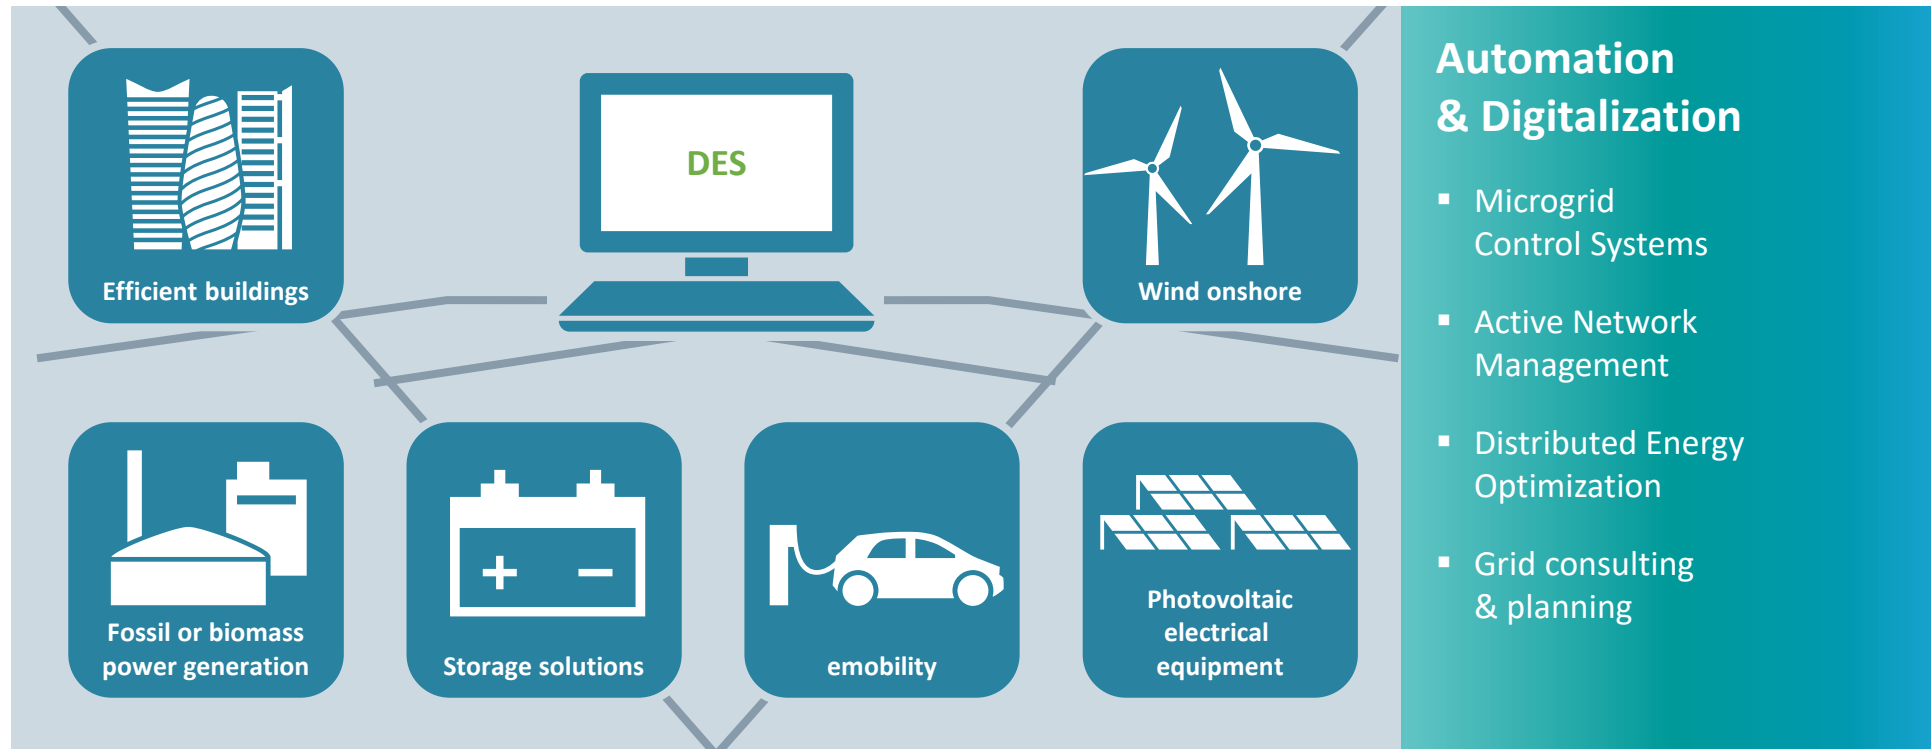 Efficient buildings
DES
Wind onshore
Fossil or biomass
power generation
Storage solutions
emobility
Photovoltaic
electrical
equipment
Automation
& Digitalization
▪ Microgrid
Control Systems
▪ Active Network
Management
▪ Distributed Energy
Optimization
▪ Grid consulting
& planning